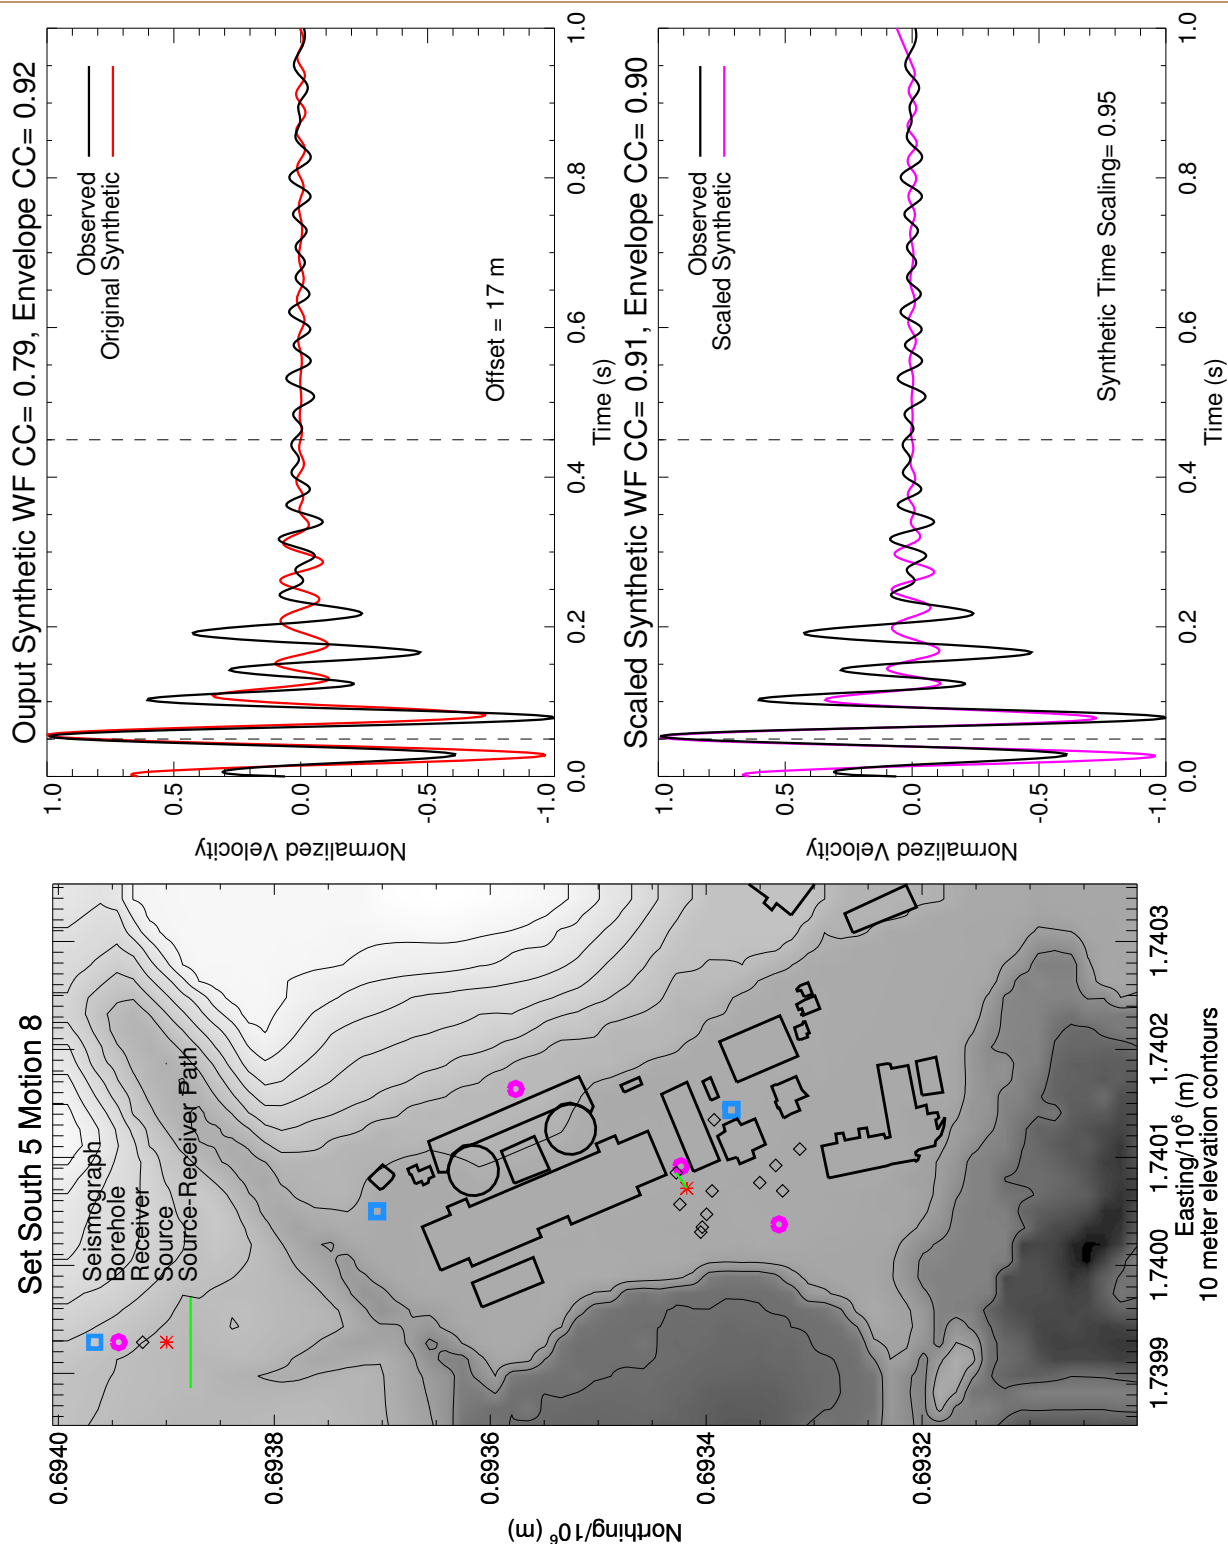 Set South 5 Motion 8
Seismograph
Borehole
Receiver
Source
Source-Receiver Path
0.6940
0.6938
0.6936
0.6934
0.6932
Northing/10⁶ (m)
1.7399
1.7400
1.7401
1.7402
1.7403
Easting/10⁶ (m)
10 meter elevation contours
Ouput Synthetic WF CC= 0.79, Envelope CC= 0.92
Observed
Original Synthetic
Offset = 17 m
1.0
0.5
0.0
-0.5
-1.0
Normalized Velocity
0.0
0.2
0.4
0.6
0.8
1.0
Time (s)
Scaled Synthetic WF CC= 0.91, Envelope CC= 0.90
Observed
Scaled Synthetic
Synthetic Time Scaling= 0.95
1.0
0.5
0.0
-0.5
-1.0
Normalized Velocity
0.0
0.2
0.4
0.6
0.8
1.0
Time (s)